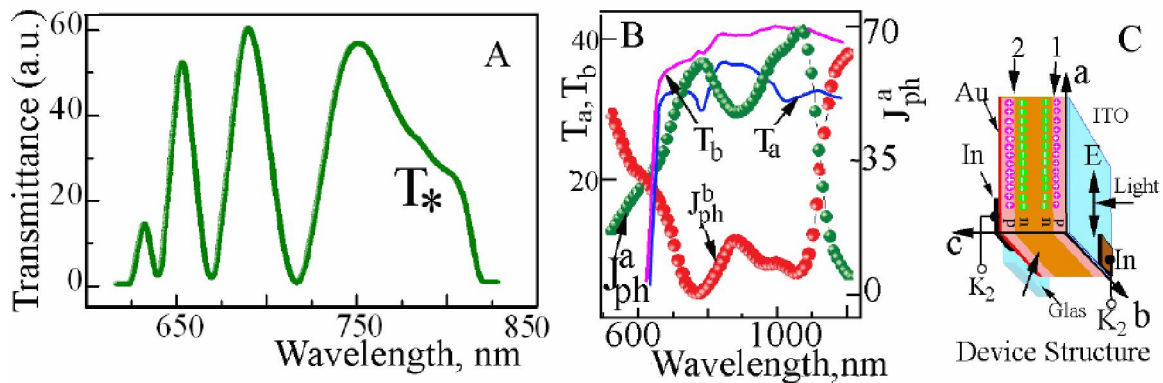 A
Transmittance (a.u.)
60
40
20
0
650
750
850
Wavelength, nm
T*
B
T_a, T_b
40
20
70
35
0
J^a_ph
T_b
T_a
J^b_ph
J^a_ph
600
1000
Wavelength,nm
C
2
1
a
Au
ITO
In
E
Light
p
n
n
p
c
In
K_2
Glas
K_2
b
Device Structure